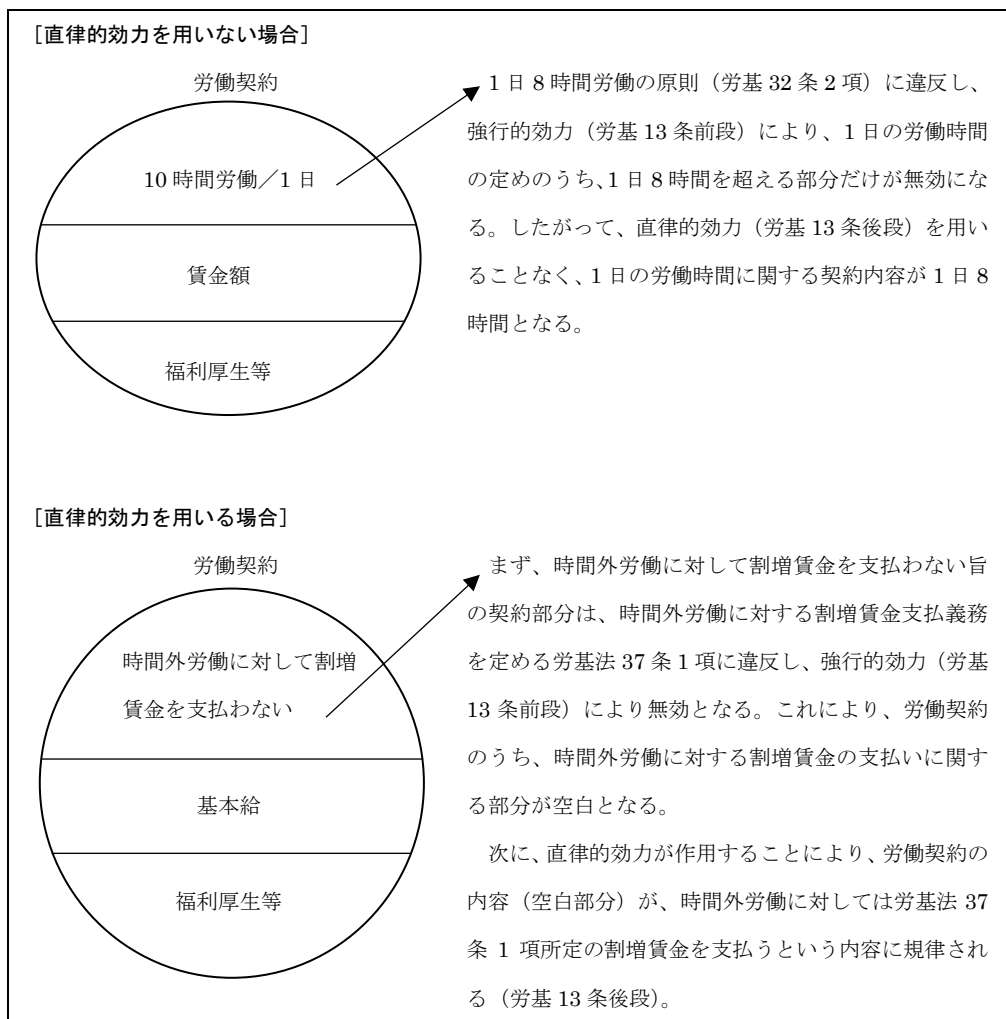 [直律的効力を用いない場合]
労働契約
10 時間労働／1 日
賃金額
福利厚生等
1 日 8 時間労働の原則（労基 32 条 2 項）に違反し、
強行的効力（労基 13 条前段）により、1 日の労働時間
の定めのうち、1 日 8 時間を超える部分だけが無効にな
る。したがって、直律的効力（労基 13 条後段）を用い
ることなく、1 日の労働時間に関する契約内容が 1 日 8
時間となる。
[直律的効力を用いる場合]
労働契約
時間外労働に対して割増
賃金を支払わない
基本給
福利厚生等
まず、時間外労働に対して割増賃金を支払わない旨
の契約部分は、時間外労働に対する割増賃金支払義務
を定める労基法 37 条 1 項に違反し、強行的効力（労基
13 条前段）により無効となる。これにより、労働契約
のうち、時間外労働に対する割増賃金の支払いに関す
る部分が空白となる。
次に、直律的効力が作用することにより、労働契約の
内容（空白部分）が、時間外労働に対しては労基法 37
条 1 項所定の割増賃金を支払うという内容に規律され
る（労基 13 条後段）。